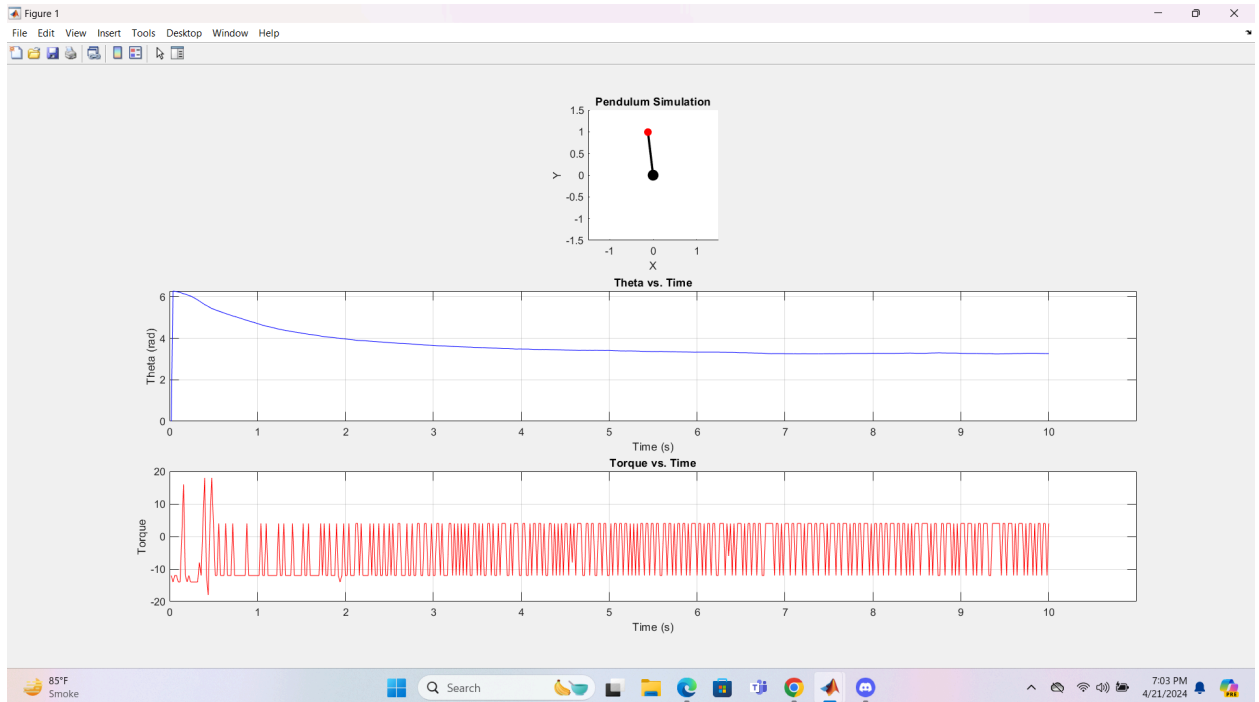 Figure 1
File Edit View Insert Tools Desktop Window Help
Pendulum Simulation
1.5
1
0.5
0
-0.5
-1
-1.5
Y
-1 0 1
X
Theta vs. Time
6
4
2
0
Theta (rad)
0 1 2 3 4 5 6 7 8 9 10
Time (s)
Torque vs. Time
20
10
0
-10
-20
Torque
0 1 2 3 4 5 6 7 8 9 10
Time (s)
85°F
Smoke
Search
7:03 PM
4/21/2024
PRE